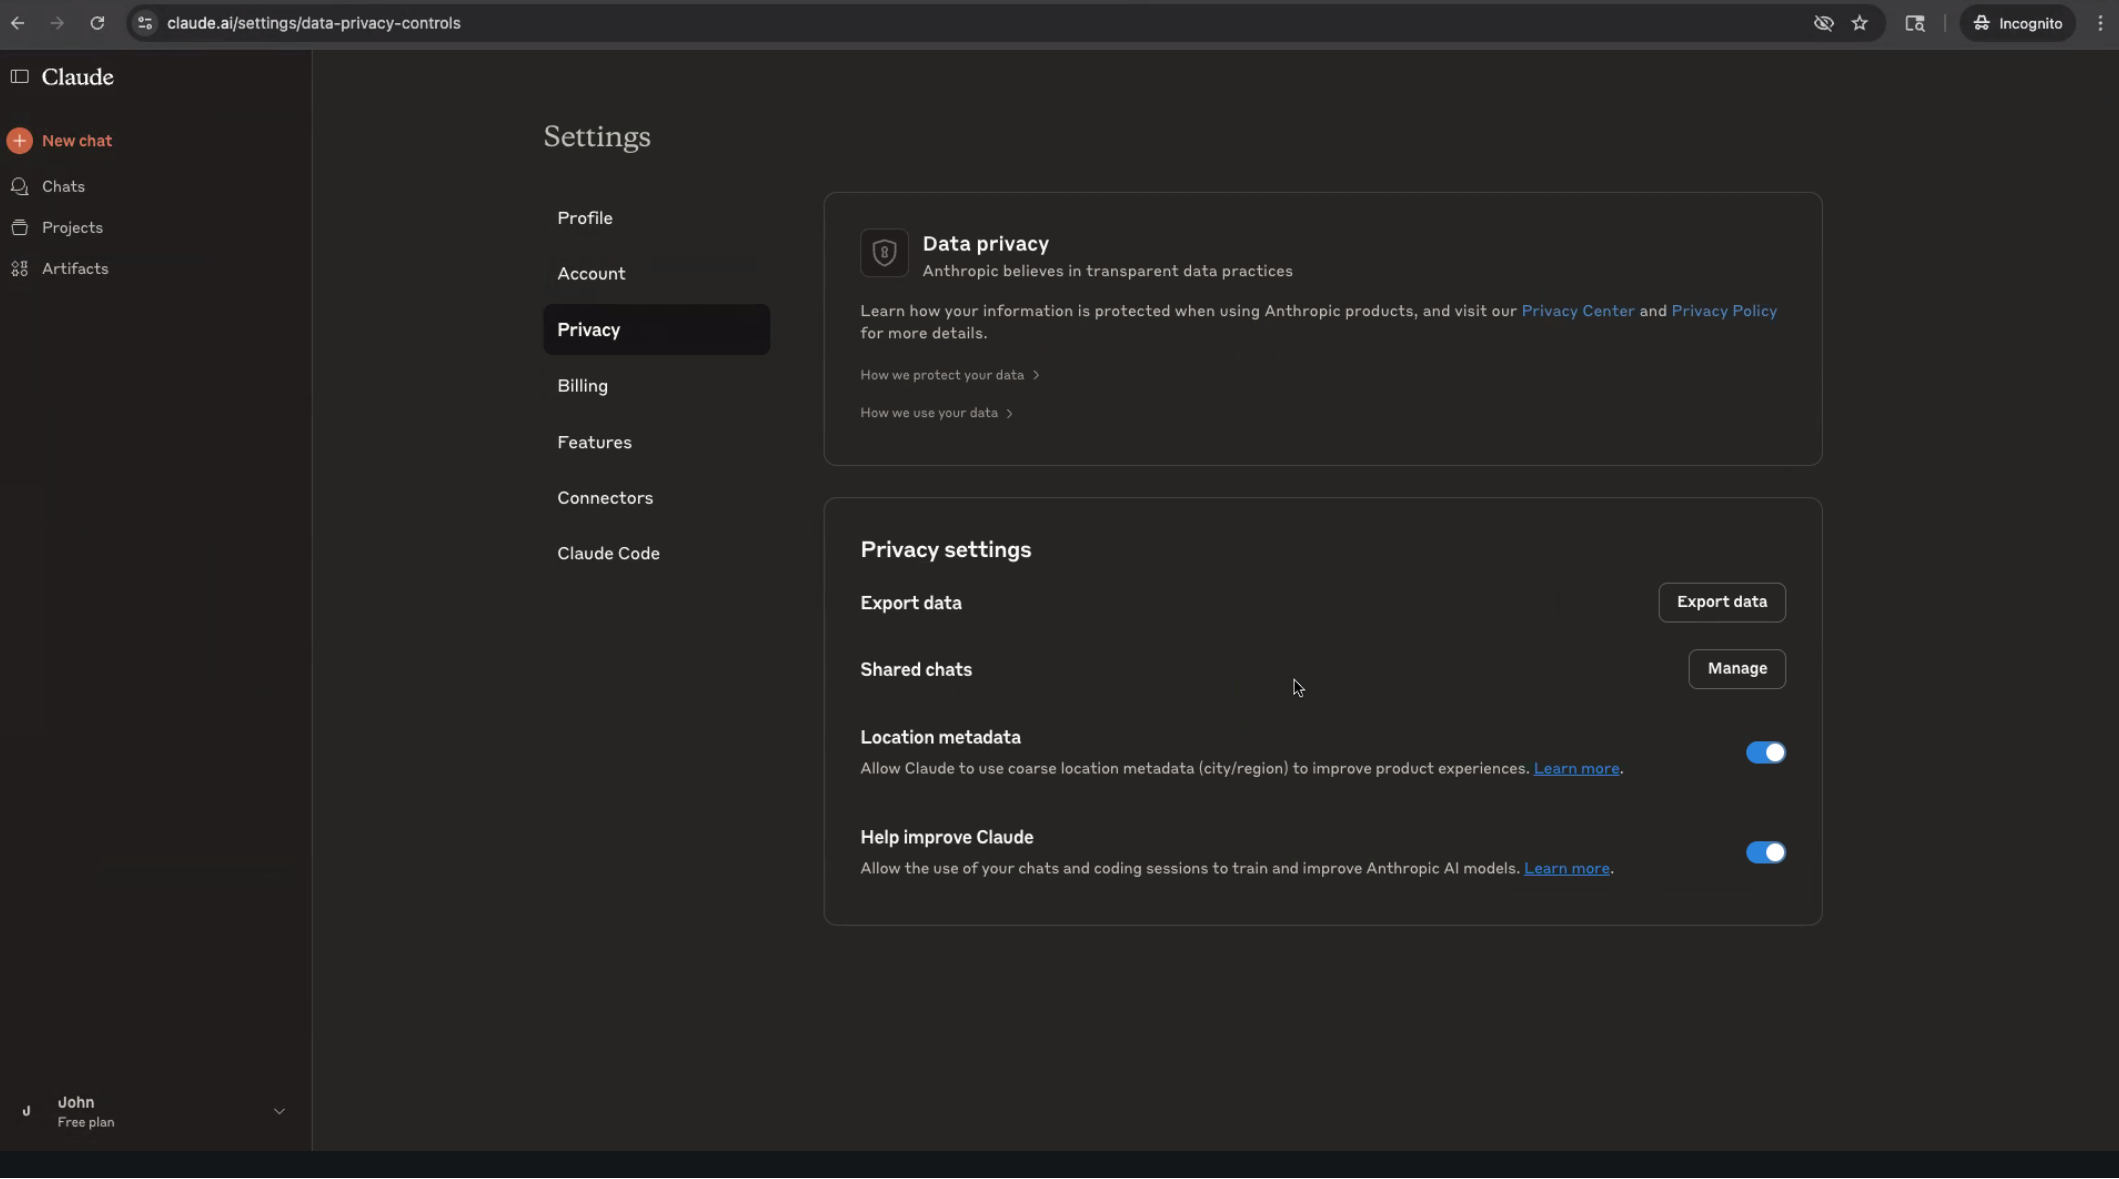 claude.ai/settings/data-privacy-controls
Incognito
Claude
New chat
Chats
Projects
Artifacts
Settings
Profile
Account
Privacy
Billing
Features
Connectors
Claude Code
Data privacy
Anthropic believes in transparent data practices
Learn how your information is protected when using Anthropic products, and visit our Privacy Center and Privacy Policy
for more details.
How we protect your data
How we use your data
Privacy settings
Export data
Export data
Shared chats
Manage
Location metadata
Allow Claude to use coarse location metadata (city/region) to improve product experiences. Learn more.
Help improve Claude
Allow the use of your chats and coding sessions to train and improve Anthropic AI models. Learn more.
J
John
Free plan